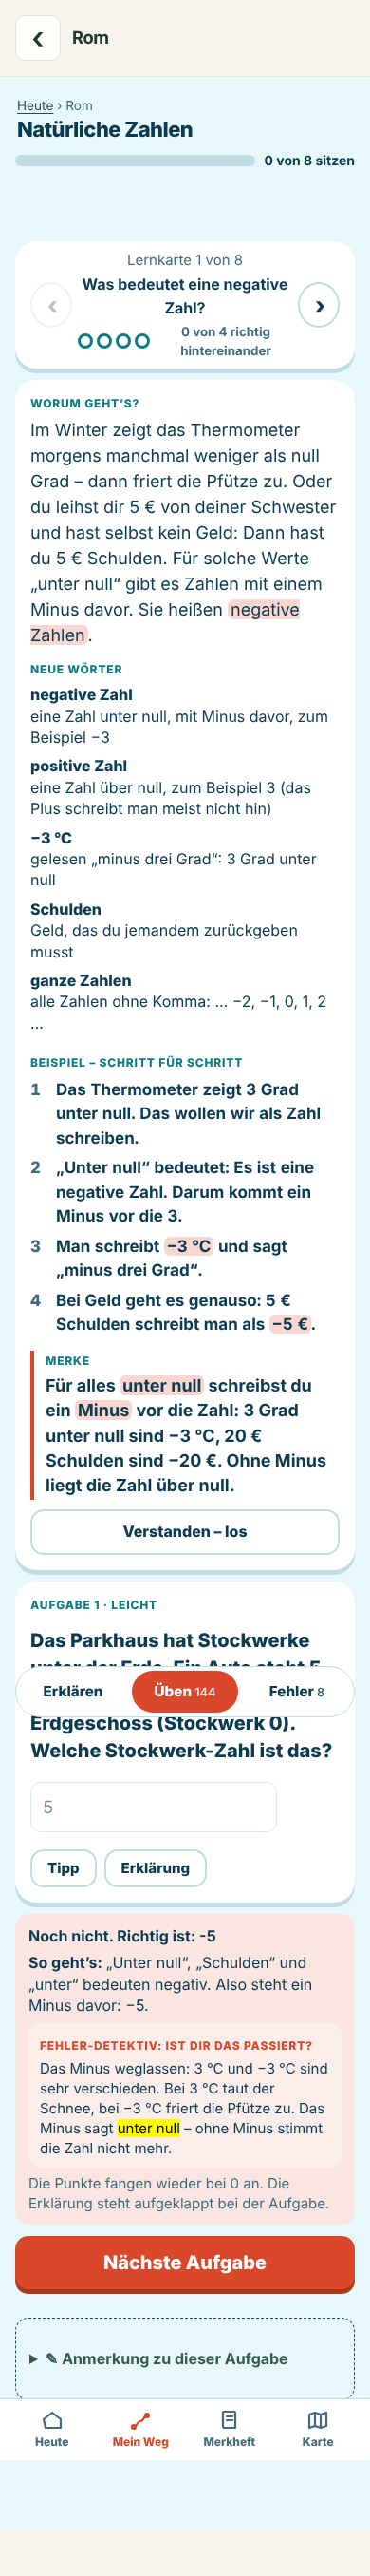 Rom
Heute › Rom
Natürliche Zahlen
0 von 8 sitzen
Lernkarte 1 von 8
Was bedeutet eine negative
Zahl?
0 von 4 richtig
hintereinander
WORUM GEHT'S?
Im Winter zeigt das Thermometer
morgens manchmal weniger als null
Grad – dann friert die Pfütze zu. Oder
du leihst dir 5 € von deiner Schwester
und hast selbst kein Geld: Dann hast
du 5 € Schulden. Für solche Werte
„unter null“ gibt es Zahlen mit einem
Minus davor. Sie heißen negative
Zahlen.
NEUE WÖRTER
negative Zahl
eine Zahl unter null, mit Minus davor, zum
Beispiel −3
positive Zahl
eine Zahl über null, zum Beispiel 3 (das
Plus schreibt man meist nicht hin)
−3 °C
gelesen „minus drei Grad“: 3 Grad unter
null
Schulden
Geld, das du jemandem zurückgeben
musst
ganze Zahlen
alle Zahlen ohne Komma: … −2, −1, 0, 1, 2
…
BEISPIEL – SCHRITT FÜR SCHRITT
1 Das Thermometer zeigt 3 Grad
unter null. Das wollen wir als Zahl
schreiben.
2 „Unter null“ bedeutet: Es ist eine
negative Zahl. Darum kommt ein
Minus vor die 3.
3 Man schreibt −3 °C und sagt
„minus drei Grad“.
4 Bei Geld geht es genauso: 5 €
Schulden schreibt man als −5 €.
MERKE
Für alles unter null schreibst du
ein Minus vor die Zahl: 3 Grad
unter null sind −3 °C, 20 €
Schulden sind −20 €. Ohne Minus
liegt die Zahl über null.
Verstanden – los
AUFGABE 1 · LEICHT
Das Parkhaus hat Stockwerke
Erklären Üben 144 Fehler 8
Erdgeschoss (Stockwerk 0).
Welche Stockwerk-Zahl ist das?
5
Tipp Erklärung
Noch nicht. Richtig ist: -5
So geht's: „Unter null“, „Schulden“ und
„unter“ bedeuten negativ. Also steht ein
Minus davor: −5.
FEHLER-DETEKTIV: IST DIR DAS PASSIERT?
Das Minus weglassen: 3 °C und −3 °C sind
sehr verschieden. Bei 3 °C taut der
Schnee, bei −3 °C friert die Pfütze zu. Das
Minus sagt unter null – ohne Minus stimmt
die Zahl nicht mehr.
Die Punkte fangen wieder bei 0 an. Die
Erklärung steht aufgeklappt bei der Aufgabe.
Nächste Aufgabe
▶ ✎ Anmerkung zu dieser Aufgabe
Heute Mein Weg Merkheft Karte